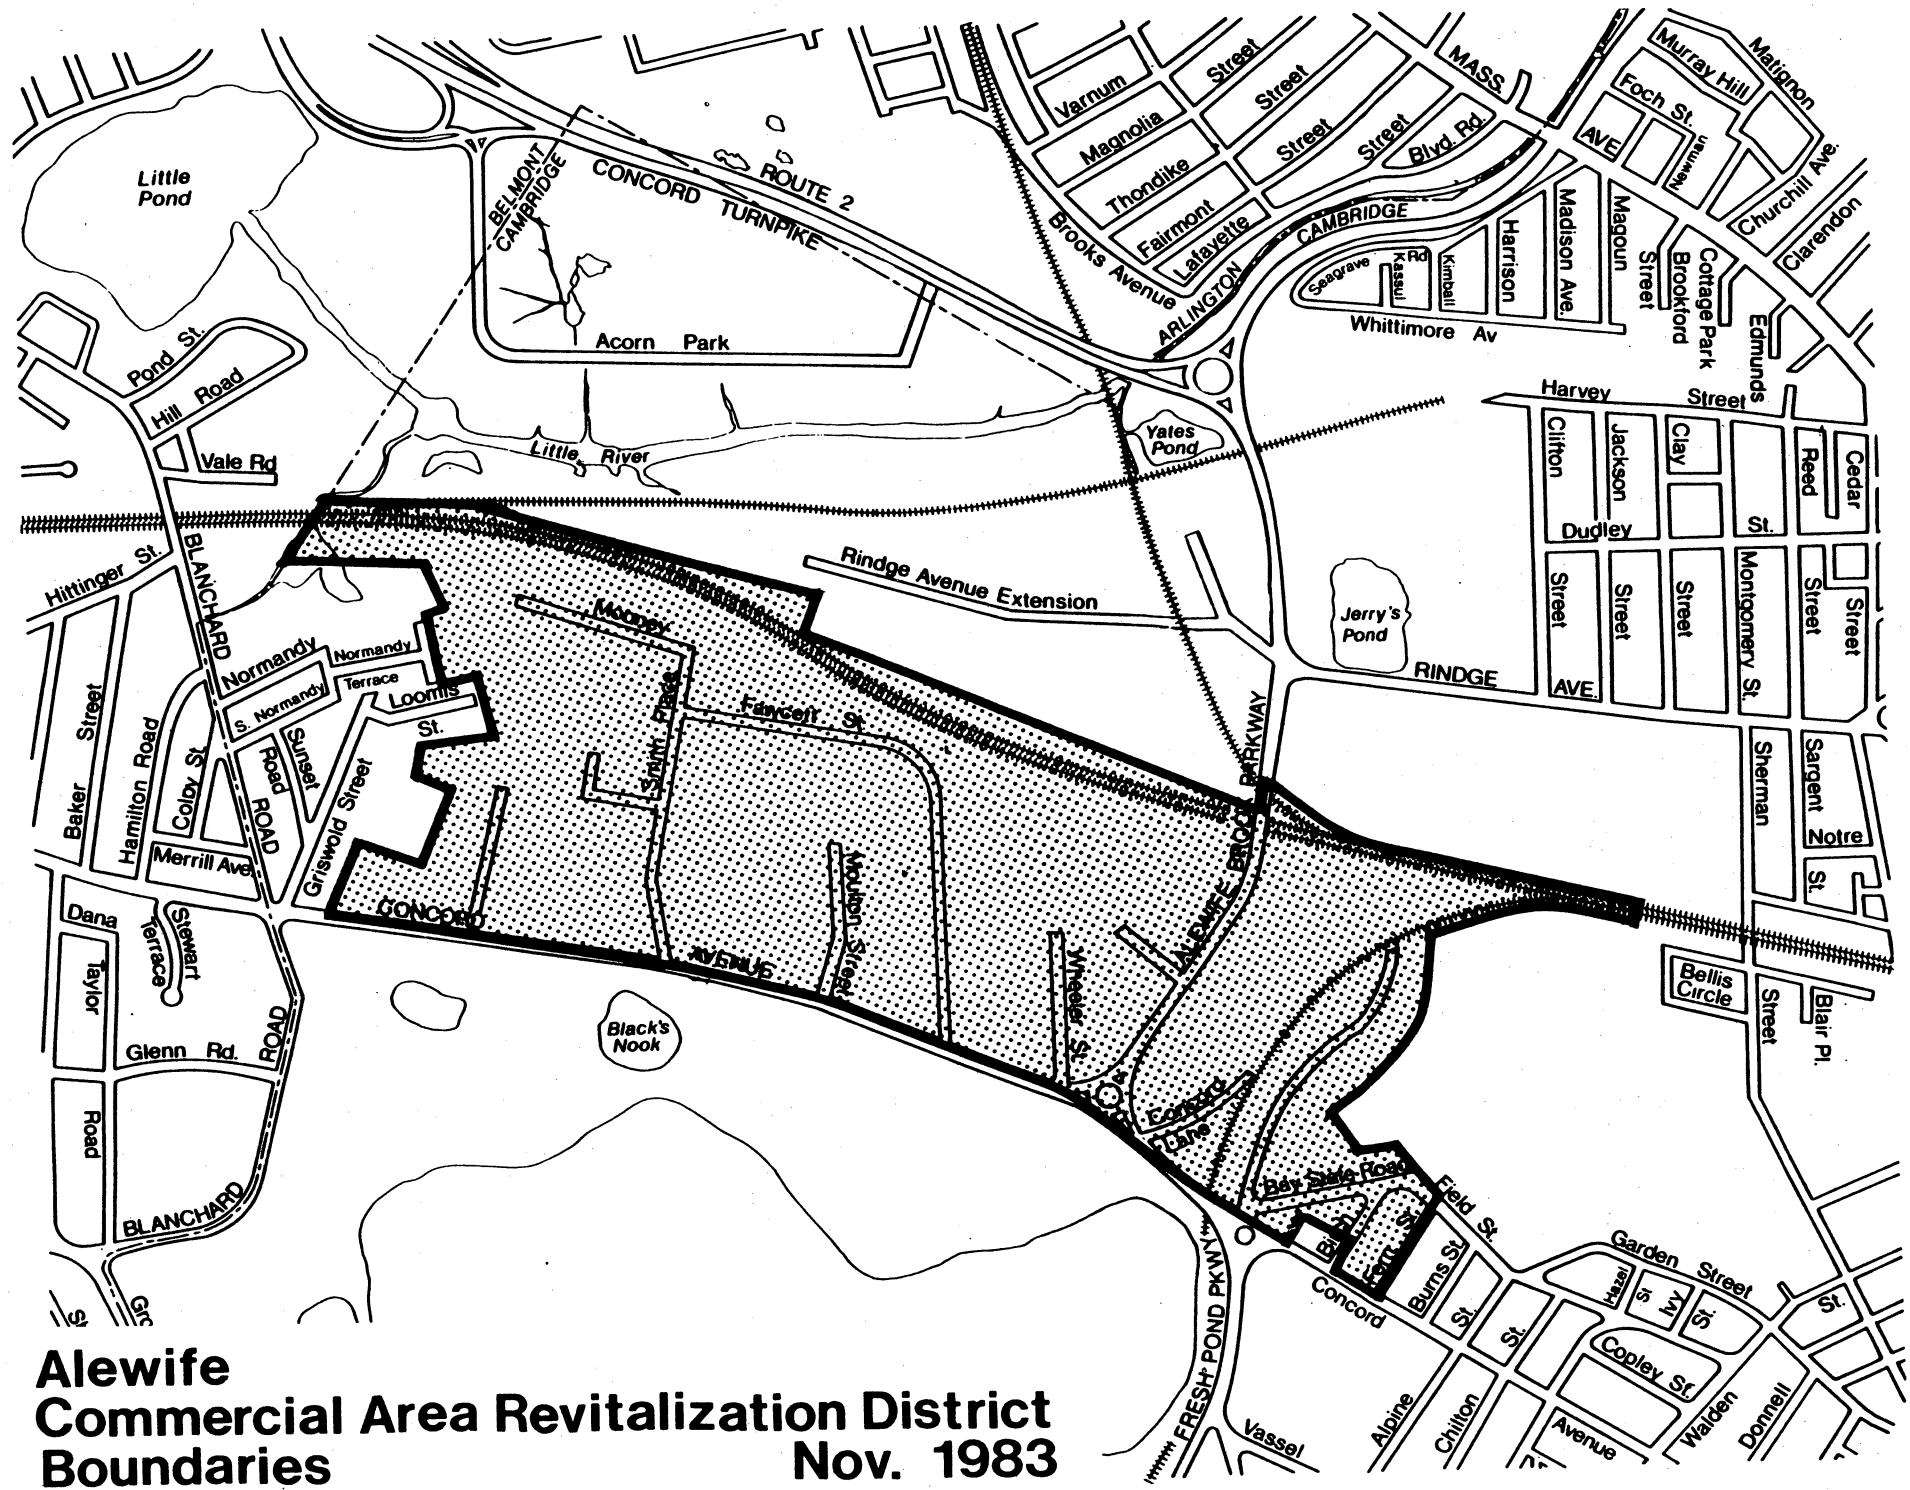 Varnum
Street
Street
Magnolia
Thondike
Street
Street
Fairmont
Lafayette
Blvd. Rd.
MASS.
AVE
Murray Hill
Matignon
Foch St.
Newman
Churchill Ave.
Clarendon
Little
Pond
BELMONT
CAMBRIDGE
ROUTE 2
CONCORD TURNPIKE
Brooks Avenue
CAMBRIDGE
ARLINGTON
Seagrave
Kassul
Rd
Kimball
Harrison
Madison Ave.
Magoun
Street
Brookford
Cottage Park
Edmunds
Whittimore Av
Acorn Park
Pond St.
Hill Road
Vale Rd
Little River
Yates
Pond
Harvey Street
Clifton
Jackson
Clay
Reed
Cedar
Dudley St.
Street
Street
Street
Montgomery St.
Street
Street
Hittinger St.
BLANCHARD
Rindge Avenue Extension
Jerry's
Pond
RINDGE AVE.
Mooney
Normandy
Normandy
S. Normandy
Terrace
Loomis
St.
Smith Place
Fawcett St
Baker Street
Hamilton Road
Colby St
Sunset
Road
ROAD
Griswold Street
Merrill Ave
ALEWIFE BROOK PARKWAY
Sherman
Sargent
Notre
St.
CONCORD AVENUE
Moulton Street
Wheeler St
Dana
Stewart
Terrace
Taylor
Glenn Rd.
ROAD
Road
BLANCHARD
Black's
Nook
Bellis
Circle
Street
Blair Pl.
Concord
Lane
Bay State Road
Fern St
Field St.
Garden Street
Burns St
St.
St.
Hazel
St
Ivy
St.
St.
Concord
Copley St.
FRESH POND PKWY
Vassel
Alpine
Chilton
Avenue
Walden
Donnell
St
Alewife
Commercial Area Revitalization District
Boundaries Nov. 1983